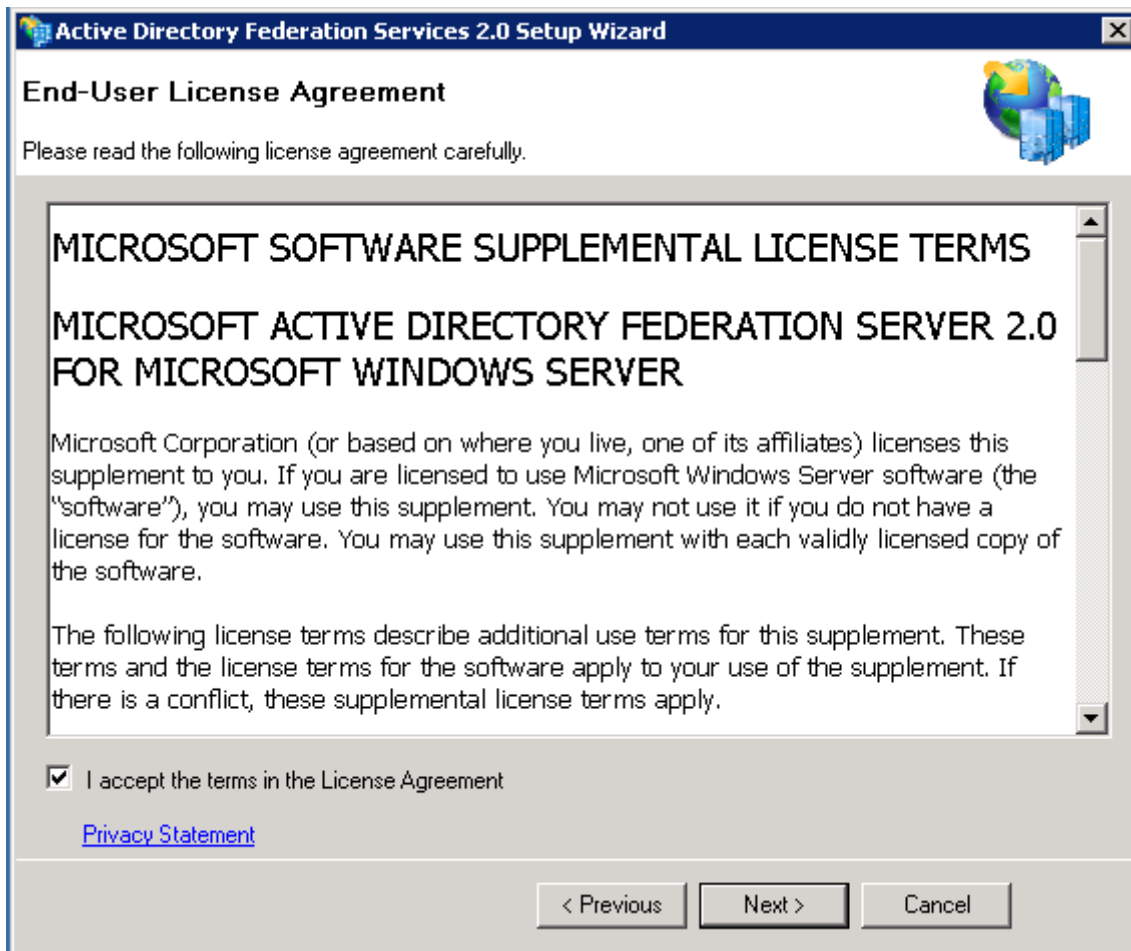 Active Directory Federation Services 2.0 Setup Wizard
End-User License Agreement
Please read the following license agreement carefully.
MICROSOFT SOFTWARE SUPPLEMENTAL LICENSE TERMS
MICROSOFT ACTIVE DIRECTORY FEDERATION SERVER 2.0
FOR MICROSOFT WINDOWS SERVER
Microsoft Corporation (or based on where you live, one of its affiliates) licenses this
supplement to you. If you are licensed to use Microsoft Windows Server software (the
"software"), you may use this supplement. You may not use it if you do not have a
license for the software. You may use this supplement with each validly licensed copy of
the software.
The following license terms describe additional use terms for this supplement. These
terms and the license terms for the software apply to your use of the supplement. If
there is a conflict, these supplemental license terms apply.
I accept the terms in the License Agreement
Privacy Statement
< Previous
Next >
Cancel